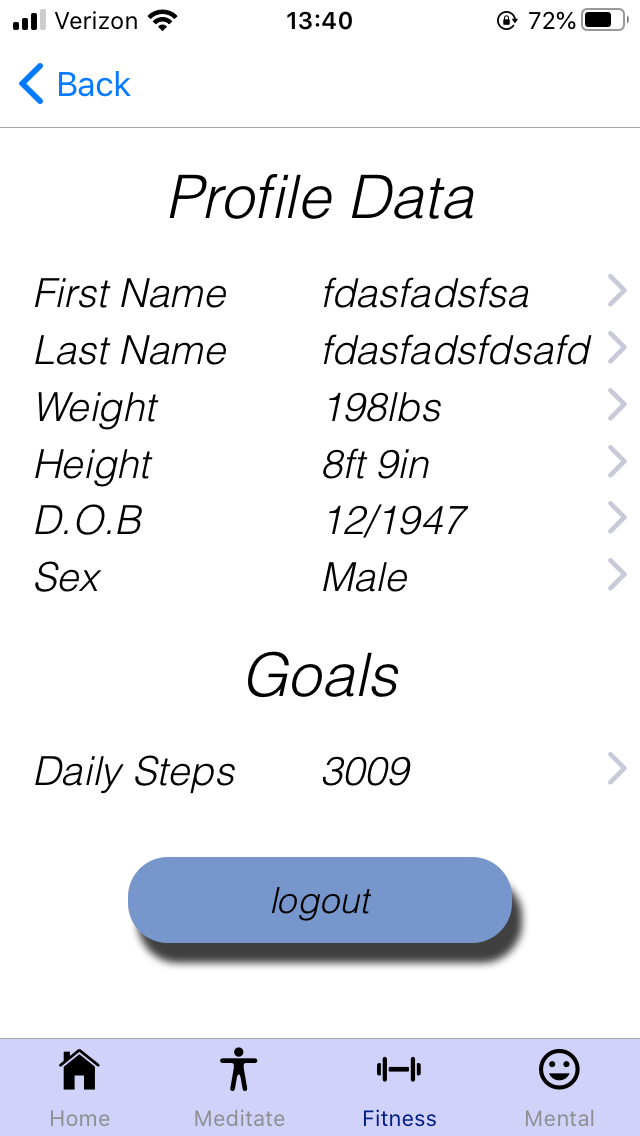 Verizon 13:40 72%
Back
Profile Data
First Name fdasfadsfsa
Last Name fdasfadsfdsafd
Weight 198lbs
Height 8ft 9in
D.O.B 12/1947
Sex Male
Goals
Daily Steps 3009
logout
Home Meditate Fitness Mental